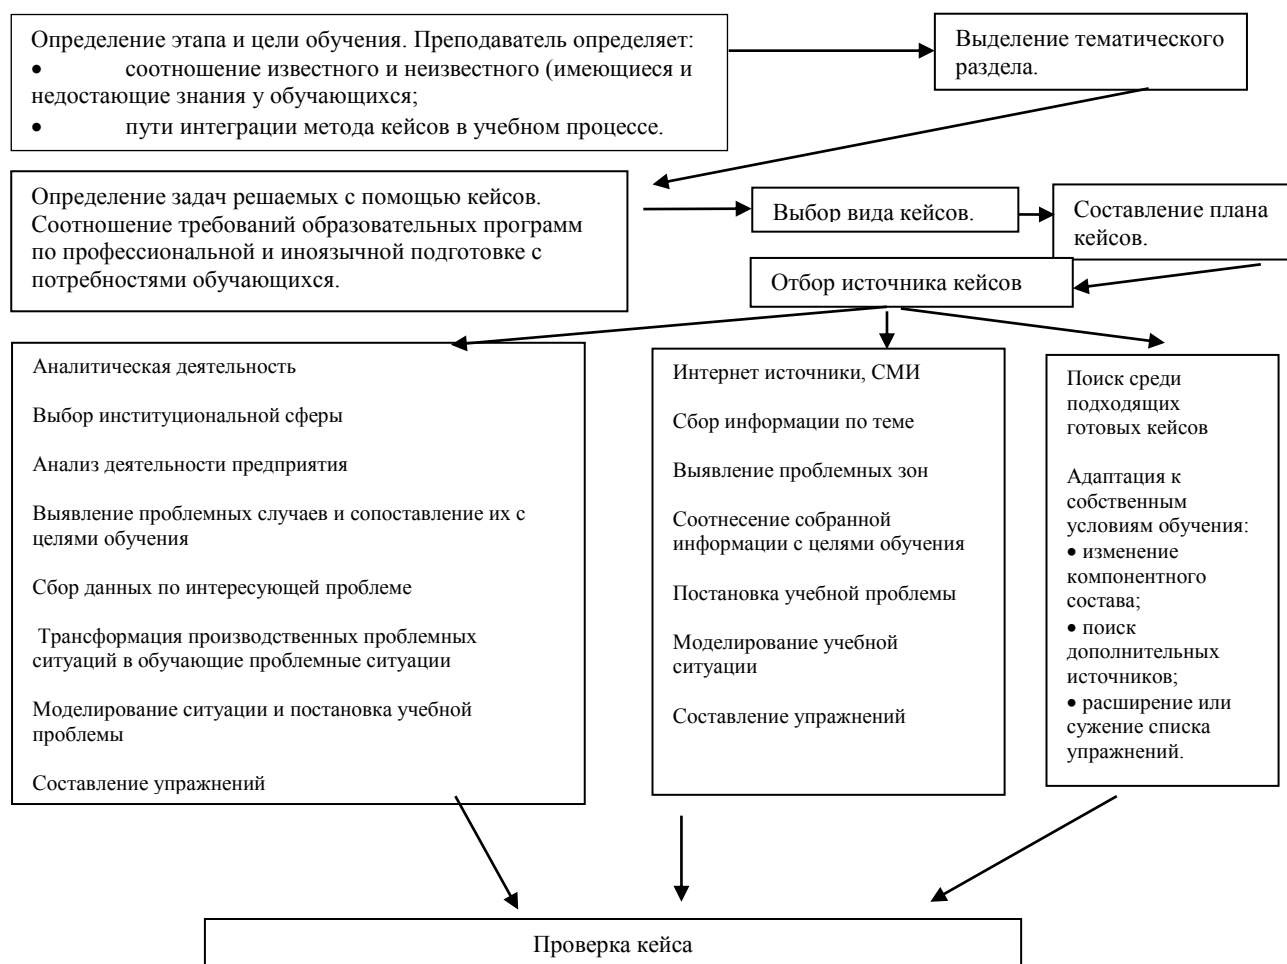 Определение этапа и цели обучения. Преподаватель определяет:
• соотношение известного и неизвестного (имеющиеся и
недостающие знания у обучающихся;
• пути интеграции метода кейсов в учебном процессе.
Выделение тематического
раздела.
Определение задач решаемых с помощью кейсов.
Соотношение требований образовательных программ
по профессиональной и иноязычной подготовке с
потребностями обучающихся.
Выбор вида кейсов.
Составление плана
кейсов.
Отбор источника кейсов
Аналитическая деятельность
Выбор институциональной сферы
Анализ деятельности предприятия
Выявление проблемных случаев и сопоставление их с
целями обучения
Сбор данных по интересующей проблеме
Трансформация производственных проблемных
ситуаций в обучающие проблемные ситуации
Моделирование ситуации и постановка учебной
проблемы
Составление упражнений
Интернет источники, СМИ
Сбор информации по теме
Выявление проблемных зон
Соотнесение собранной
информации с целями обучения
Постановка учебной проблемы
Моделирование учебной
ситуации
Составление упражнений
Поиск среди
подходящих
готовых кейсов
Адаптация к
собственным
условиям обучения:
• изменение
компонентного
состава;
• поиск
дополнительных
источников;
• расширение или
сужение списка
упражнений.
Проверка кейса